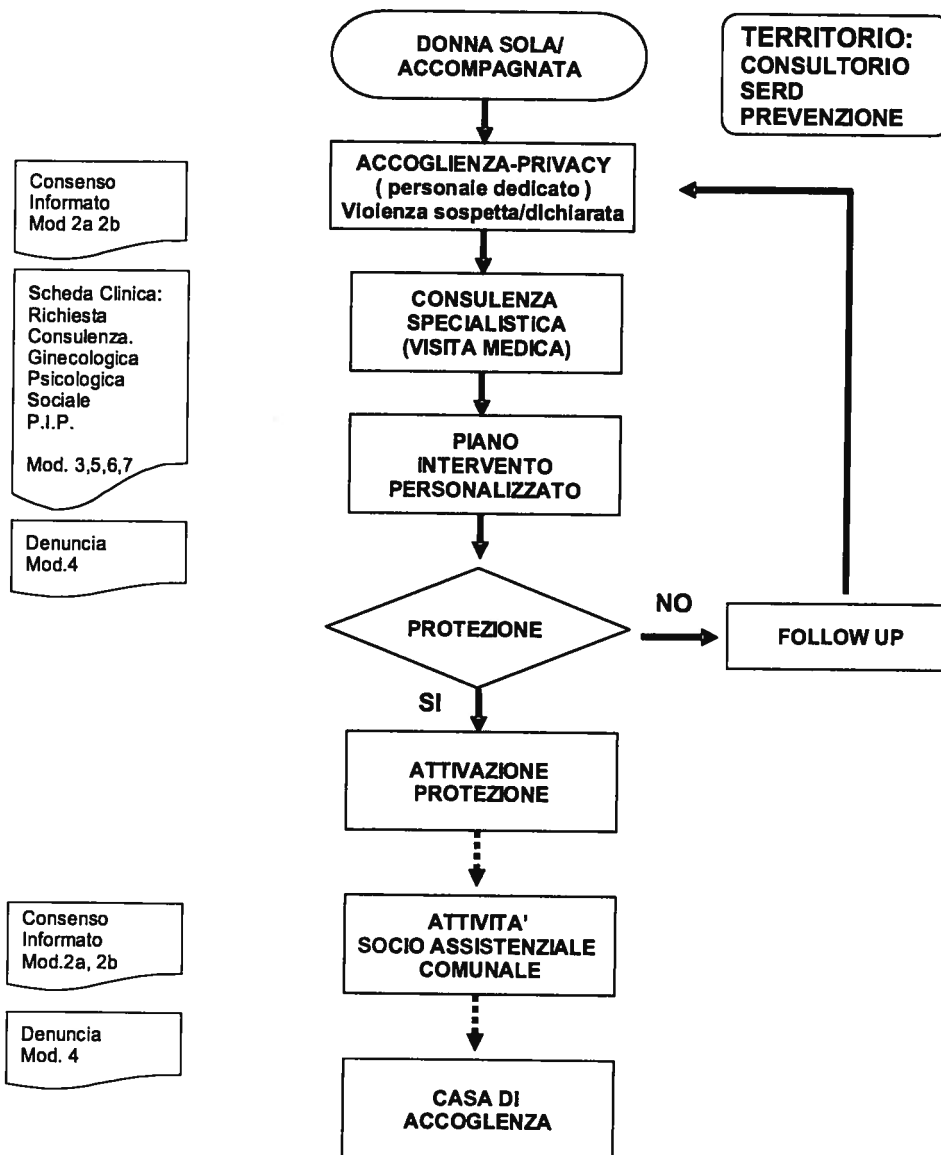 DONNA SOLA/
ACCOMPAGNATA
TERRITORIO:
CONSULTORIO
SERD
PREVENZIONE
Consenso
Informato
Mod 2a 2b
ACCOGLIENZA-PRIVACY
( personale dedicato )
Violenza sospetta/dichiarata
Scheda Clinica:
Richiesta
Consulenza.
Ginecologica
Psicologica
Sociale
P.I.P.
Mod. 3,5,6,7
CONSULENZA
SPECIALISTICA
(VISITA MEDICA)
PIANO
INTERVENTO
PERSONALIZZATO
Denuncia
Mod.4
PROTEZIONE
NO
FOLLOW UP
SI
ATTIVAZIONE
PROTEZIONE
Consenso
Informato
Mod.2a, 2b
ATTIVITA'
SOCIO ASSISTENZIALE
COMUNALE
Denuncia
Mod. 4
CASA DI
ACCOGLENZA